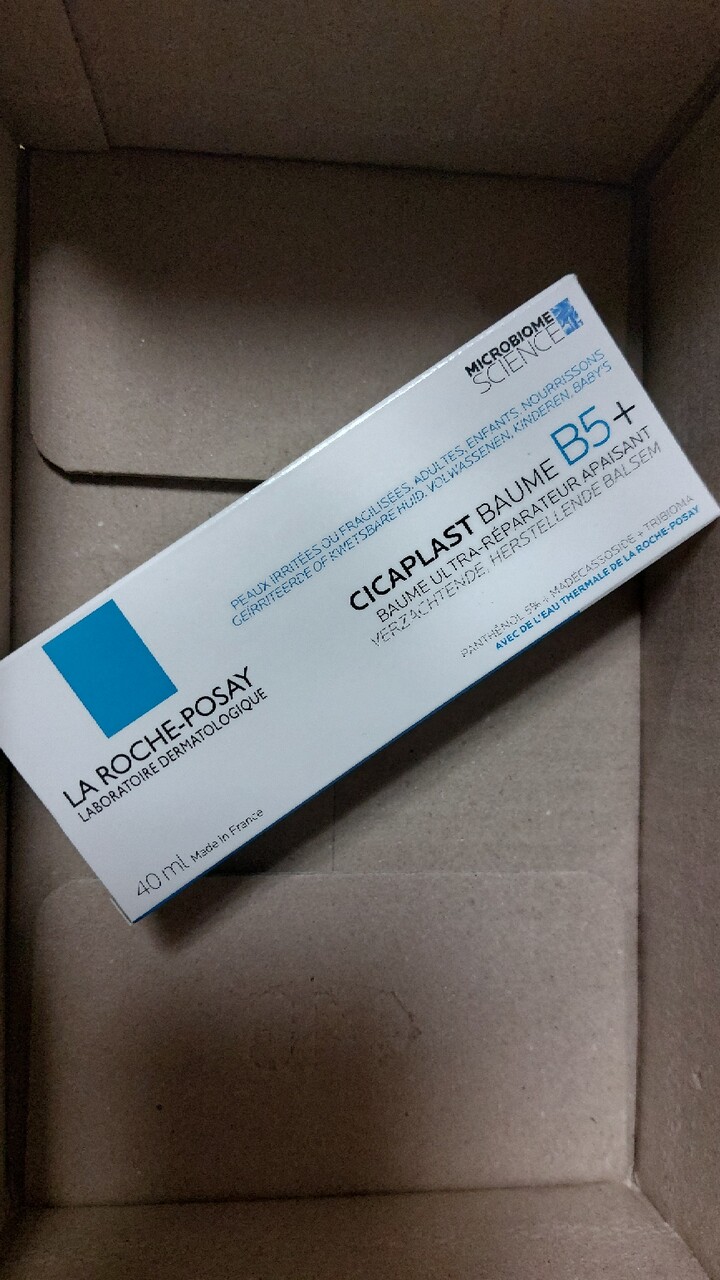 MICROBIOME
SCIENCE
PEAUX IRRITÉES OU FRAGILISÉES. ADULTES, ENFANTS, NOURRISSONS
GEÏRRITEERDE OF KWETSBARE HUID. VOLWASSENEN, KINDEREN, BABY'S
CICAPLAST BAUME B5+
BAUME ULTRA-RÉPARATEUR APAISANT
VERZACHTENDE, HERSTELLENDE BALSEM
PANTHÉNOL 5% + MADÉCASSOSIDE + TRIBIOMA
AVEC DE L'EAU THERMALE DE LA ROCHE-POSAY
LA ROCHE-POSAY
LABORATOIRE DERMATOLOGIQUE
40 ml Made in France